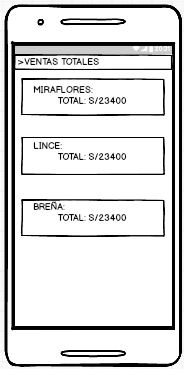 >VENTAS TOTALES
MIRAFLORES:
TOTAL: S/23400
LINCE:
TOTAL: S/23400
BREÑA:
TOTAL: S/23400